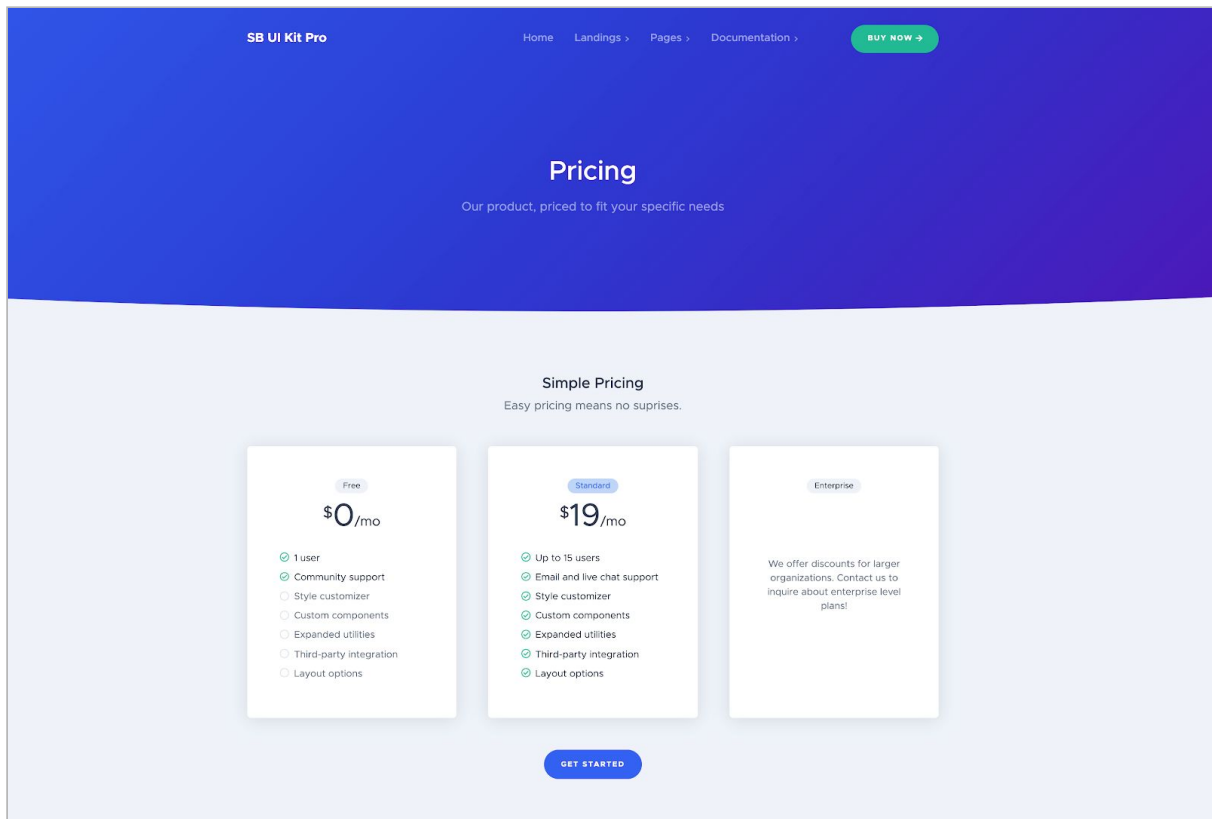 SB UI Kit Pro
Home Landings > Pages > Documentation >
BUY NOW →
Pricing
Our product, priced to fit your specific needs
Simple Pricing
Easy pricing means no suprises.
Free
$0/mo
1 user
Community support
Style customizer
Custom components
Expanded utilities
Third-party integration
Layout options
Standard
$19/mo
Up to 15 users
Email and live chat support
Style customizer
Custom components
Expanded utilities
Third-party integration
Layout options
Enterprise
We offer discounts for larger
organizations. Contact us to
inquire about enterprise level
plans!
GET STARTED